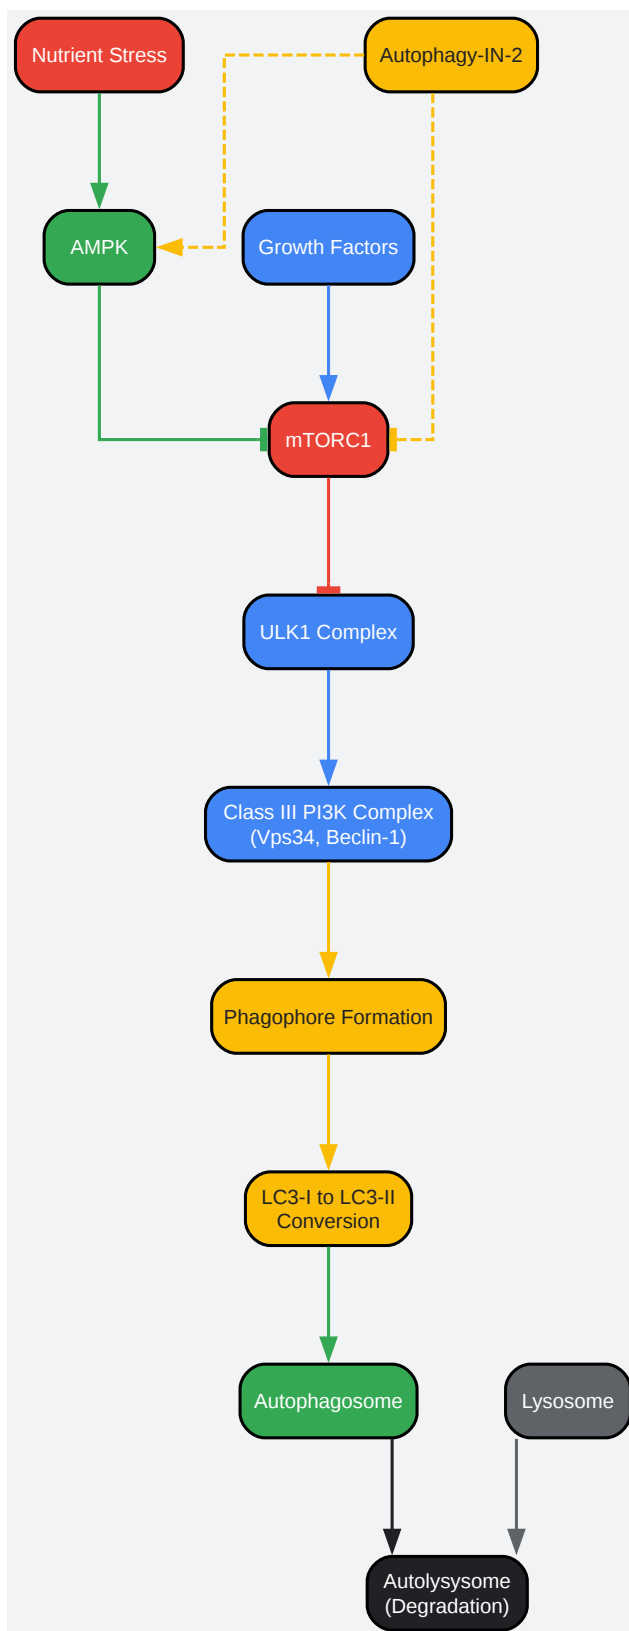 Nutrient Stress
Autophagy-IN-2
AMPK
Growth Factors
mTORC1
ULK1 Complex
Class III PI3K Complex
(Vps34, Beclin-1)
Phagophore Formation
LC3-I to LC3-II
Conversion
Autophagosome
Lysosome
Autolysysome
(Degradation)